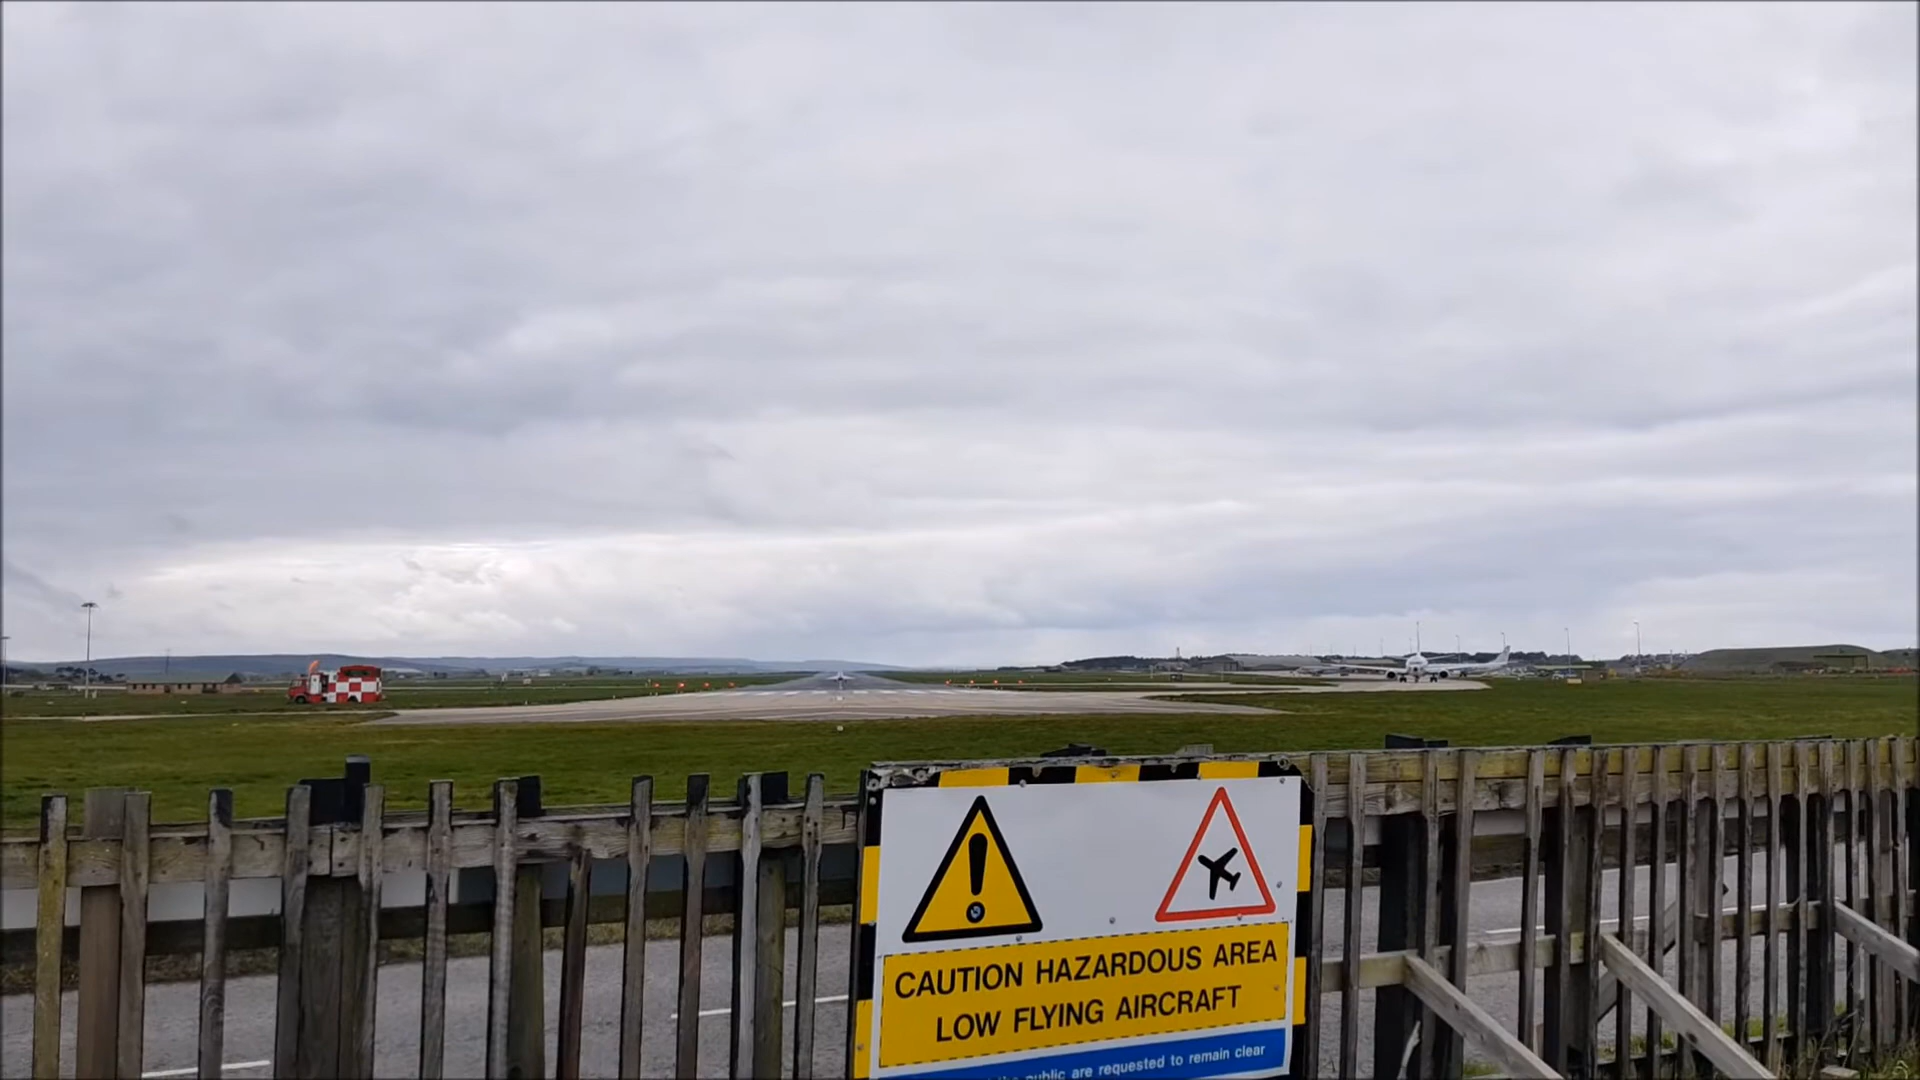 CAUTION HAZARDOUS AREA
LOW FLYING AIRCRAFT
the public are requested to remain clear